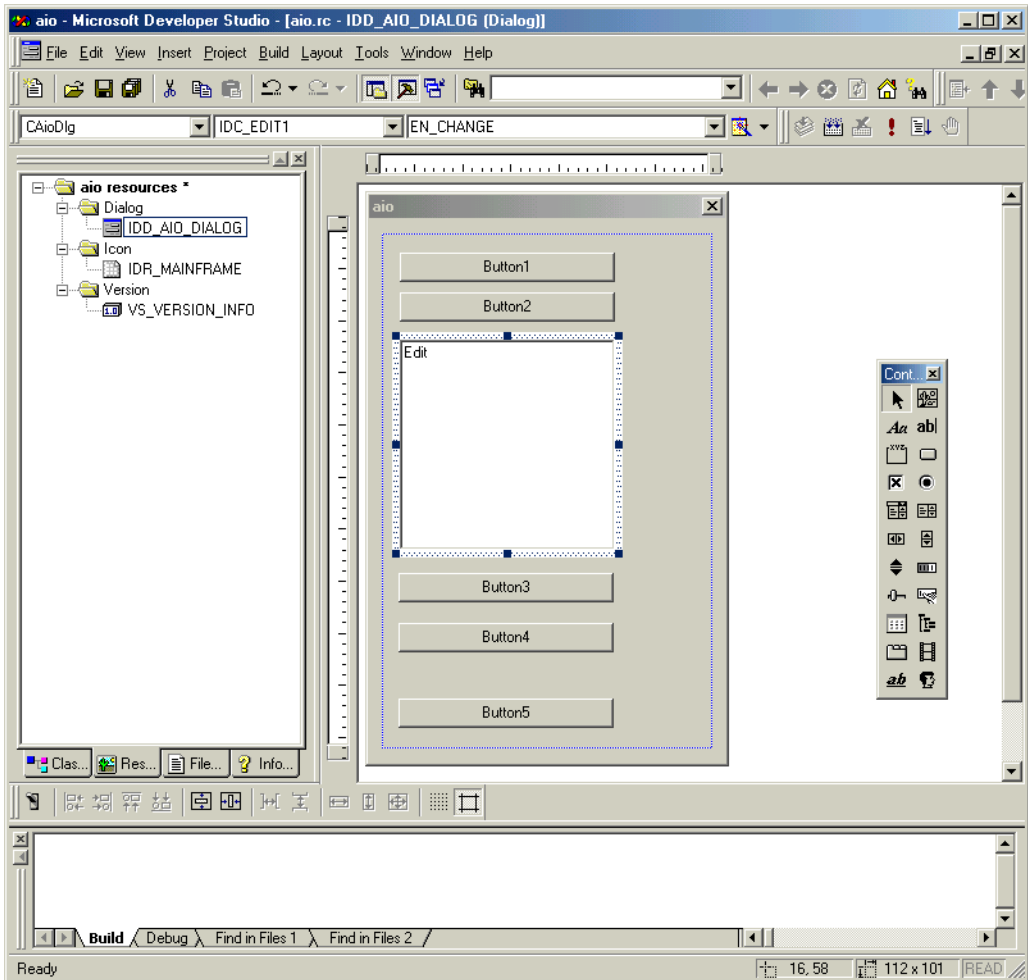 aio - Microsoft Developer Studio - [aio.rc - IDD_AIO_DIALOG (Dialog)]
File Edit View Insert Project Build Layout Tools Window Help
CAioDlg IDC_EDIT1 EN_CHANGE
aio resources *
Dialog
IDD_AIO_DIALOG
Icon
IDR_MAINFRAME
Version
1.0 VS_VERSION_INFO
Clas... Res... File... Info...
aio
Button1
Button2
Edit
Button3
Button4
Button5
Cont...
Aa ab|
XYZ
ab
Build Debug Find in Files 1 Find in Files 2
Ready 16, 58 112 x 101 READ